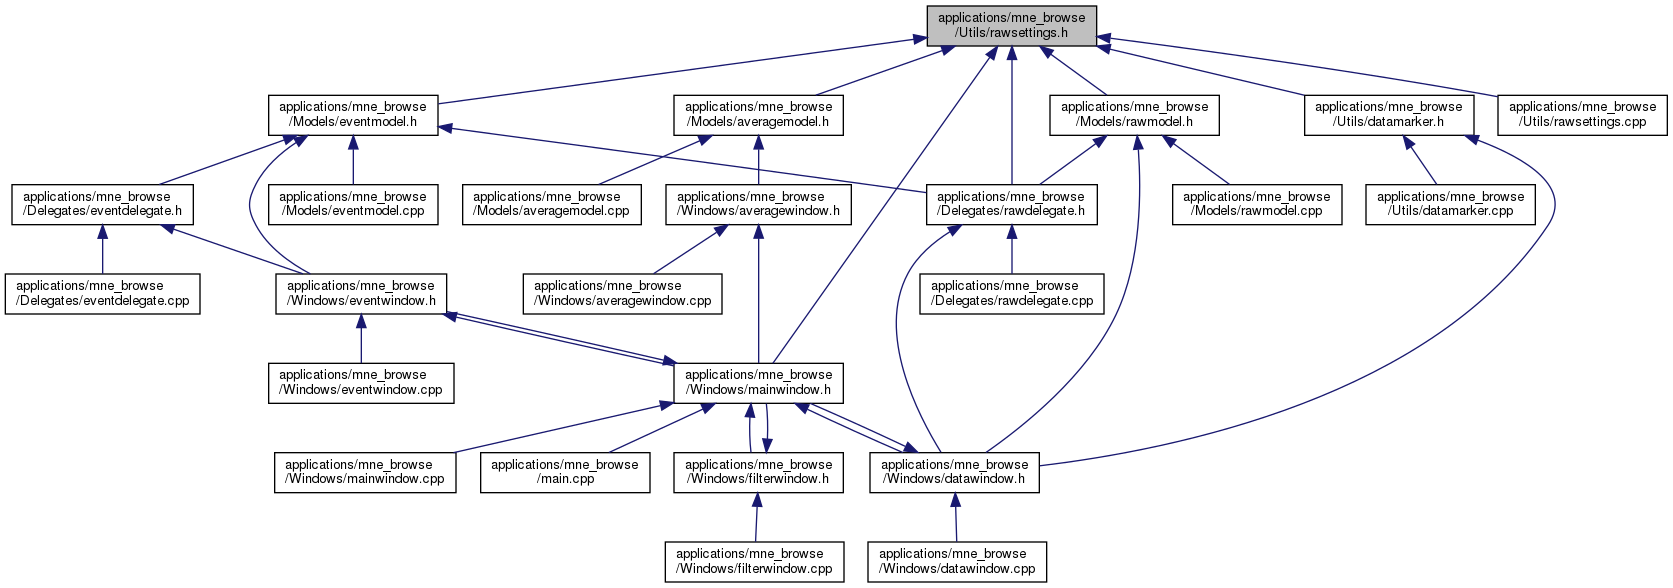 applications/mne_browse
/Utils/rawsettings.h
applications/mne_browse
/Models/eventmodel.h
applications/mne_browse
/Models/averagemodel.h
applications/mne_browse
/Models/rawmodel.h
applications/mne_browse
/Utils/datamarker.h
applications/mne_browse
/Utils/rawsettings.cpp
applications/mne_browse
/Delegates/eventdelegate.h
applications/mne_browse
/Models/eventmodel.cpp
applications/mne_browse
/Models/averagemodel.cpp
applications/mne_browse
/Windows/averagewindow.h
applications/mne_browse
/Delegates/rawdelegate.h
applications/mne_browse
/Models/rawmodel.cpp
applications/mne_browse
/Utils/datamarker.cpp
applications/mne_browse
/Delegates/eventdelegate.cpp
applications/mne_browse
/Windows/eventwindow.h
applications/mne_browse
/Windows/averagewindow.cpp
applications/mne_browse
/Delegates/rawdelegate.cpp
applications/mne_browse
/Windows/eventwindow.cpp
applications/mne_browse
/Windows/mainwindow.h
applications/mne_browse
/Windows/mainwindow.cpp
applications/mne_browse
/main.cpp
applications/mne_browse
/Windows/filterwindow.h
applications/mne_browse
/Windows/datawindow.h
applications/mne_browse
/Windows/filterwindow.cpp
applications/mne_browse
/Windows/datawindow.cpp